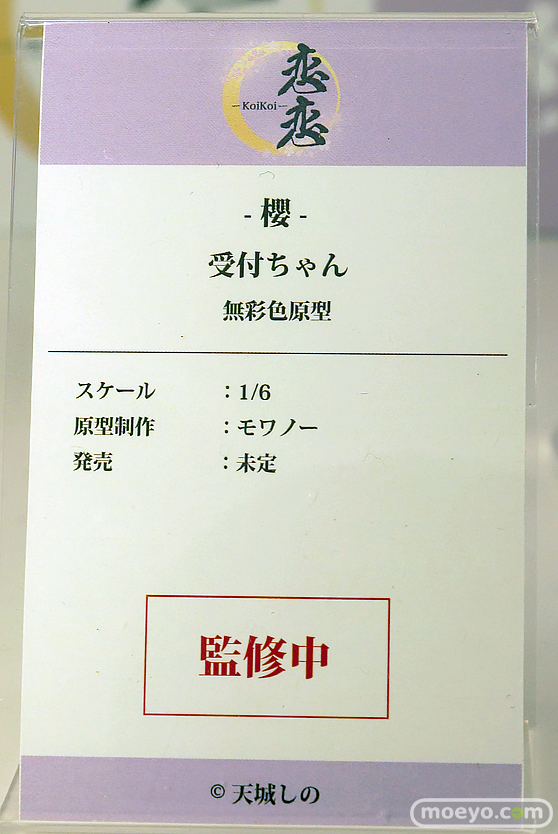 恋
-KoiKoi-
恋
- 櫻 -
受付ちゃん
無彩色原型
スケール ：1/6
原型制作 ：モワノー
発売 ：未定
監修中
© 天城しの
moeyo.com